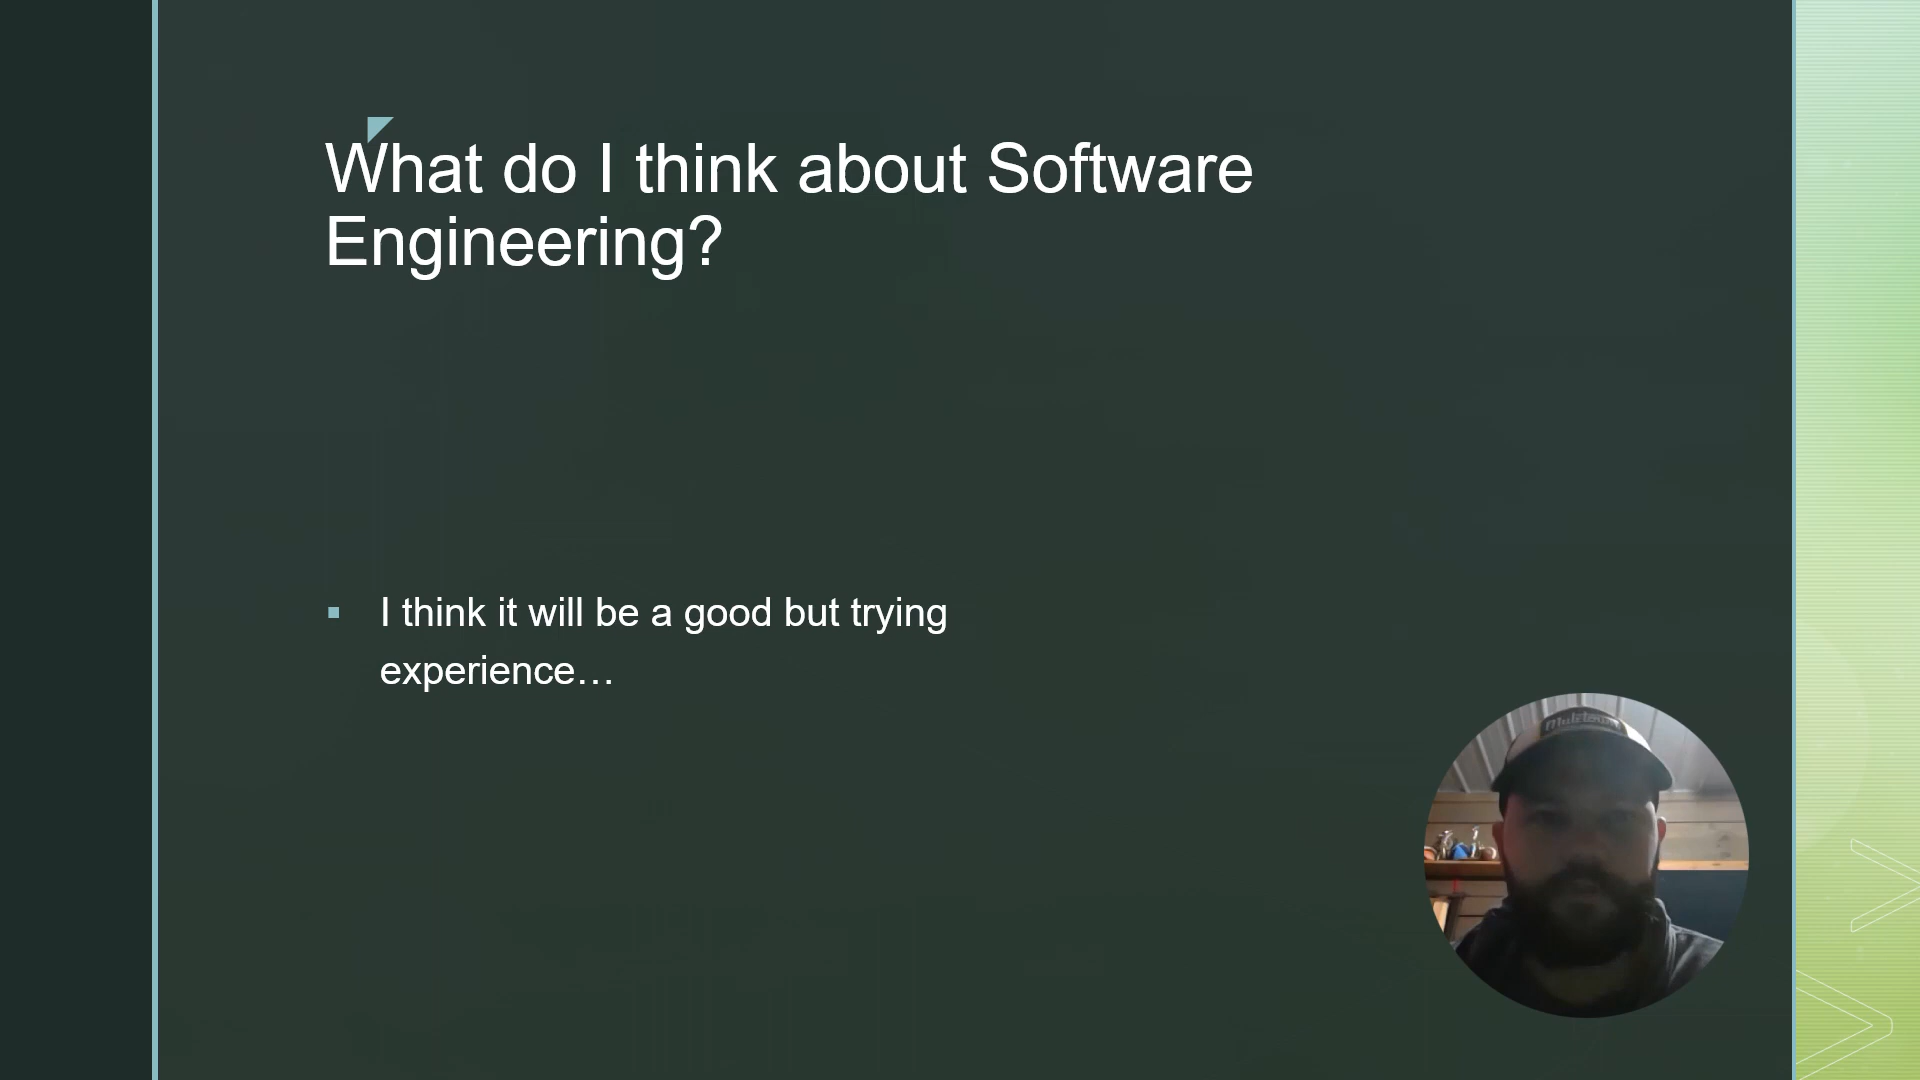 What do I think about Software
Engineering?
I think it will be a good but trying
experience…